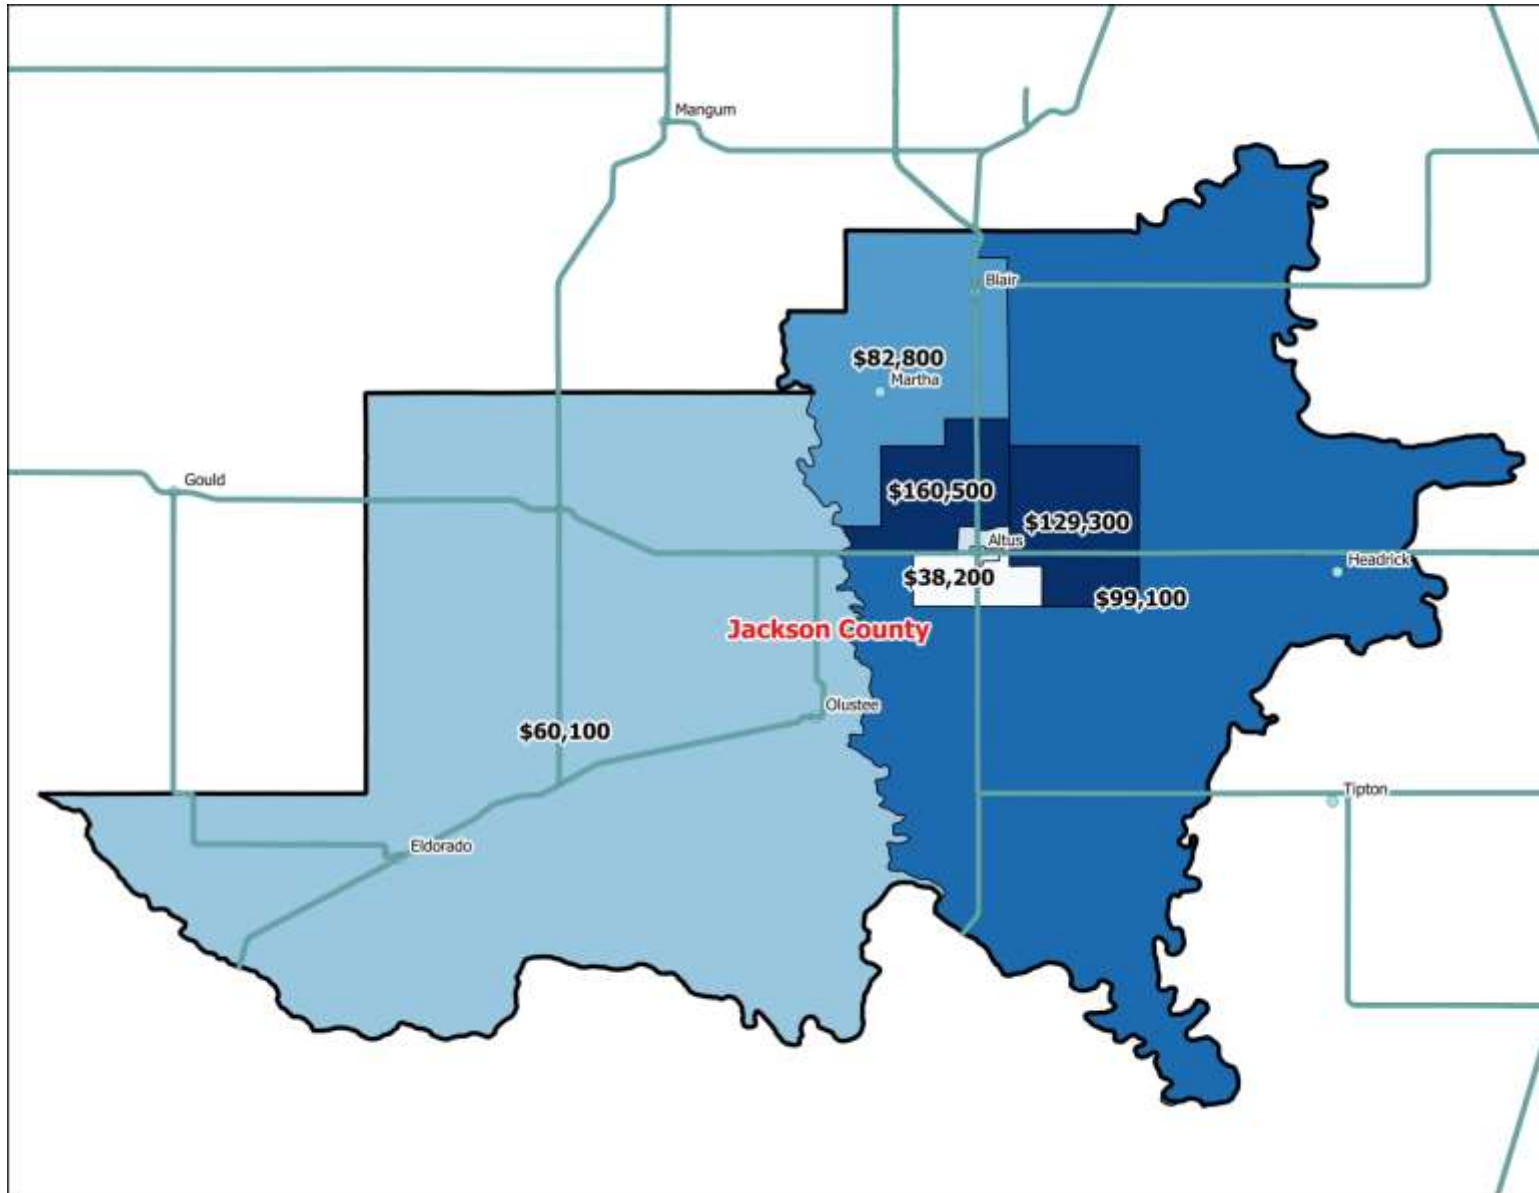 Mangum
Blair
$82,800
Martha
Gould
$160,500
$129,300
Altus
Headrick
$38,200
$99,100
Jackson County
Olustee
$60,100
Tipton
Eldorado